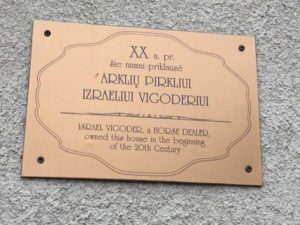 XX a. pr.
šie namai priklausė
ARKLIŲ PIRKLIUI
IZRAELIUI VIGODERIUI
ISRAEL VIGODER, a HORSE DEALER,
owned this house in the beginning
of the 20th Century